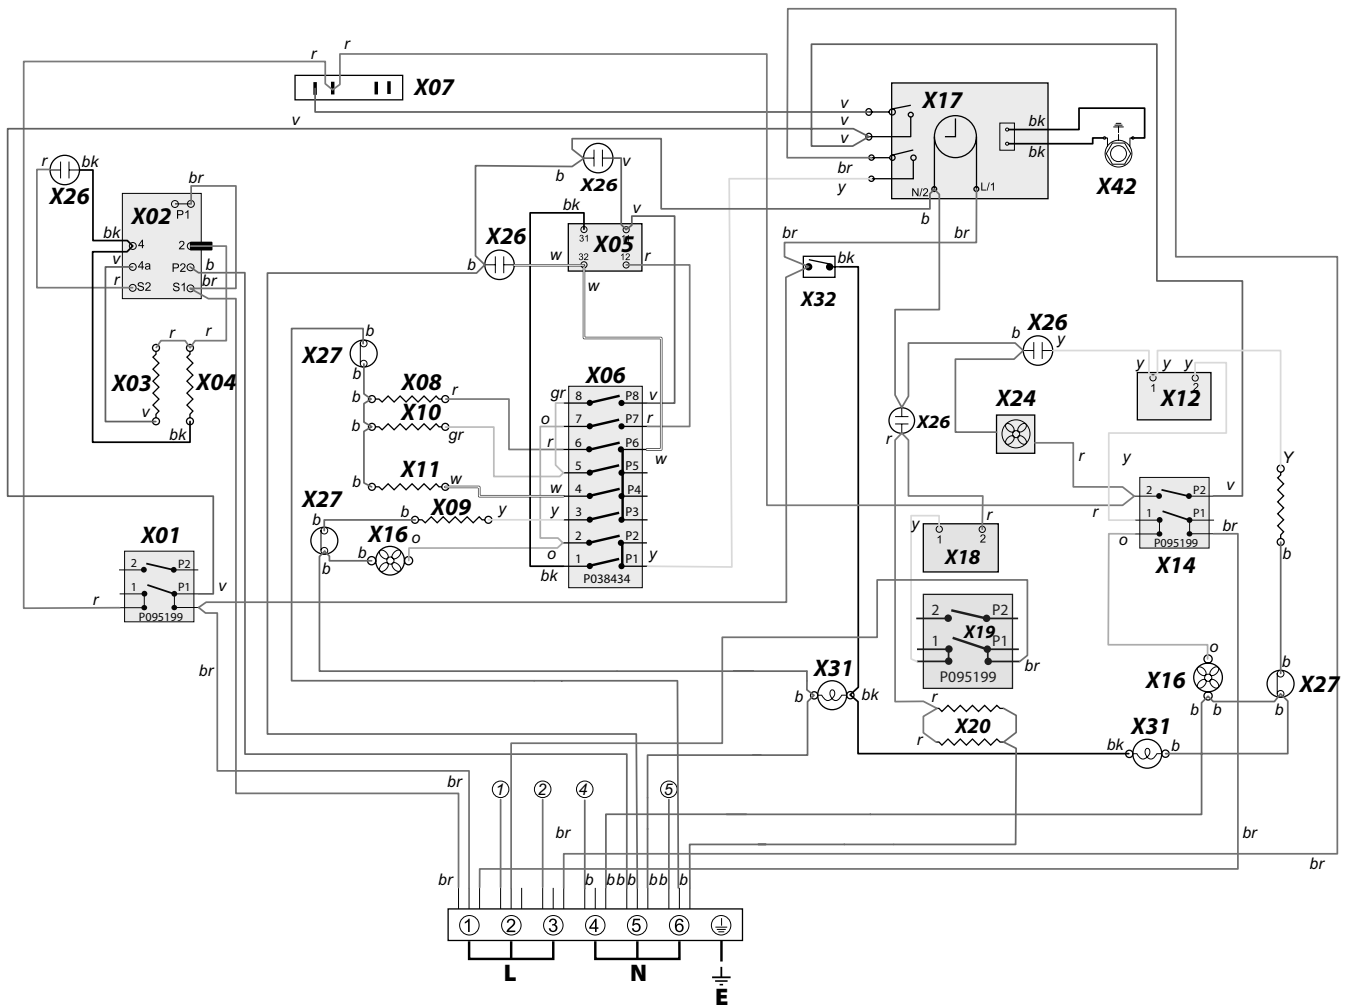 r
r
X07
X17
v
v
v
v
br
y
bk
bk
X42
N/2
L/1
b
br
r
bk
X26
br
X02
P1
bk
4
2
v
4a
P2
b
r
S2
S1
br
r
r
X03
X04
v
bk
b
v
X26
bk
v
X26
31
11
X05
b
w
32
12
r
w
br
bk
X32
b
X26
y
X27
b
b
X06
X08
b
r
gr
8
P8
v
X10
b
gr
o
7
P7
r
r
6
P6
w
5
P5
X11
b
w
w
4
P4
X27
X09
b
b
y
y
3
P3
X16
o
b
b
o
2
P2
bk
1
P1
y
P038434
X24
X26
r
r
y
y
y
y
1
2
X12
X01
2
P2
1
P1
v
r
P095199
br
y
r
1
2
X18
2
P2
X19
1
P1
br
P095199
r
2
P2
v
1
P1
br
o
P095199
X14
Y
b
X31
b
bk
r
X20
r
X16
o
b
b
b
X27
b
X31
bk
b
br
1
2
4
5
br
br
br
br
b
b
b
b
b
b
b
1
2
3
4
5
6
L
N
E